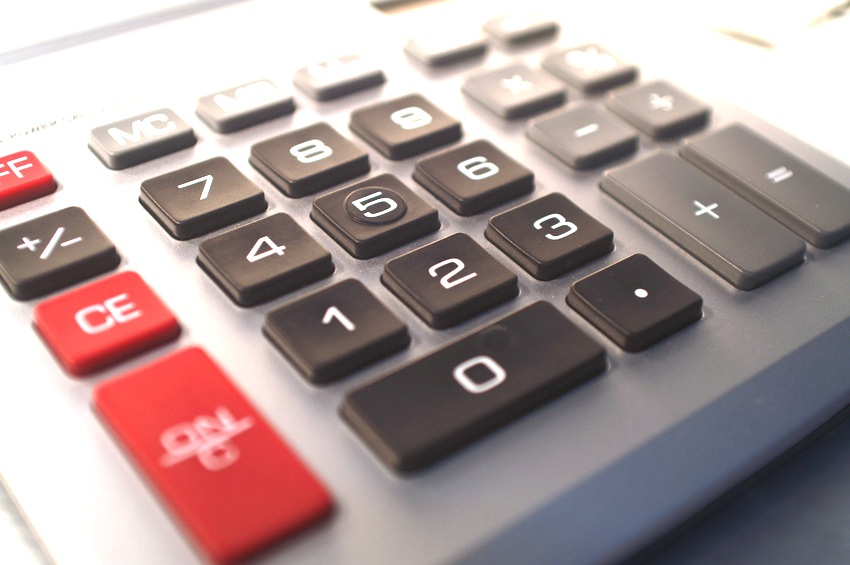 MC
7 8 9 × %
FF
+/− 4 5 6 − ÷
CE 1 2 3 + =
ON/C 0 .